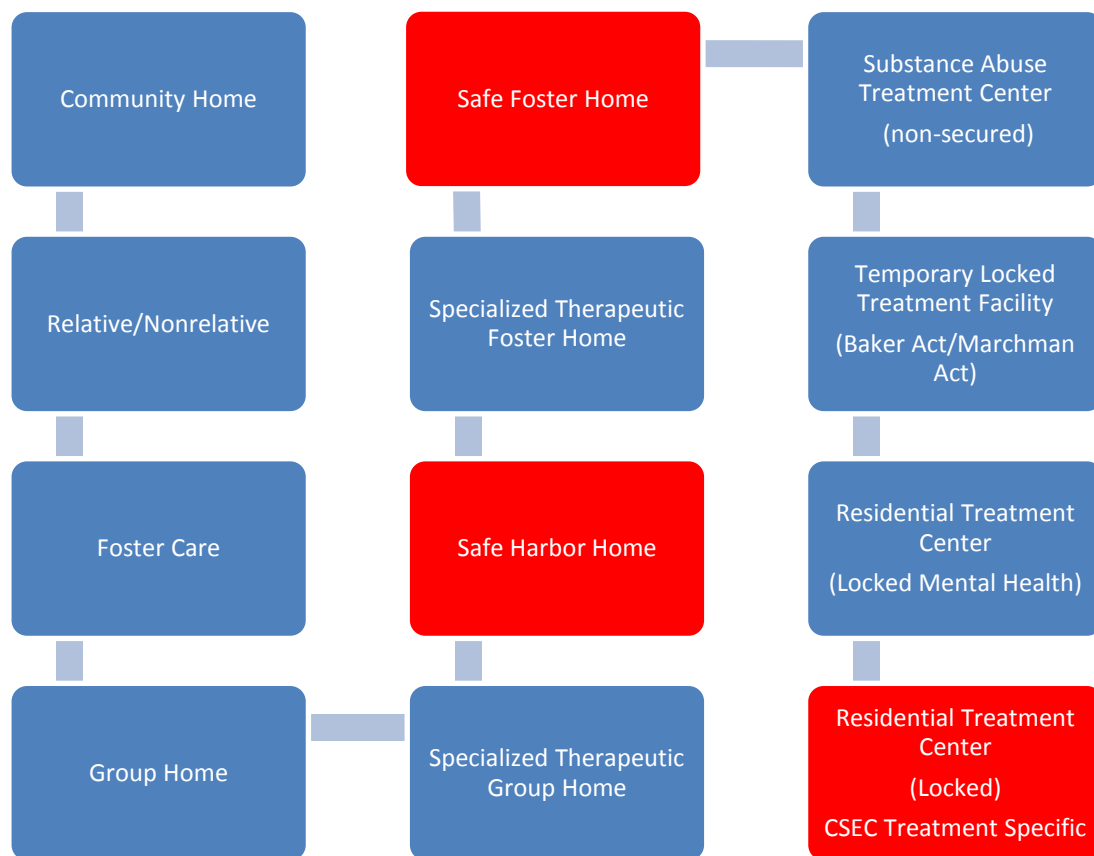 Community Home
Relative/Nonrelative
Foster Care
Group Home
Specialized Therapeutic
Group Home
Safe Harbor Home
Specialized Therapeutic
Foster Home
Safe Foster Home
Substance Abuse
Treatment Center
(non-secured)
Temporary Locked
Treatment Facility
(Baker Act/Marchman
Act)
Residential Treatment
Center
(Locked Mental Health)
Residential Treatment
Center
(Locked)
CSEC Treatment Specific